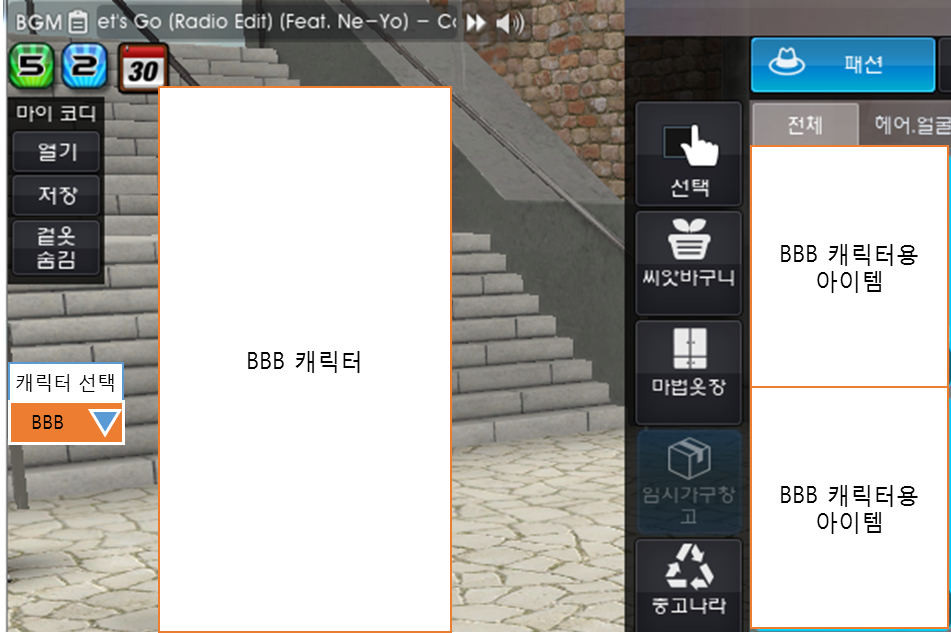 BGM et's Go (Radio Edit) (Feat. Ne-Yo) - Co
5 2 30
마이 코디
열기
저장
겉옷
숨김
캐릭터 선택
BBB
BBB 캐릭터
선택
씨앗바구니
마법옷장
임시가구창
고
중고나라
패션
전체 헤어.얼굴
BBB 캐릭터용
아이템
BBB 캐릭터용
아이템